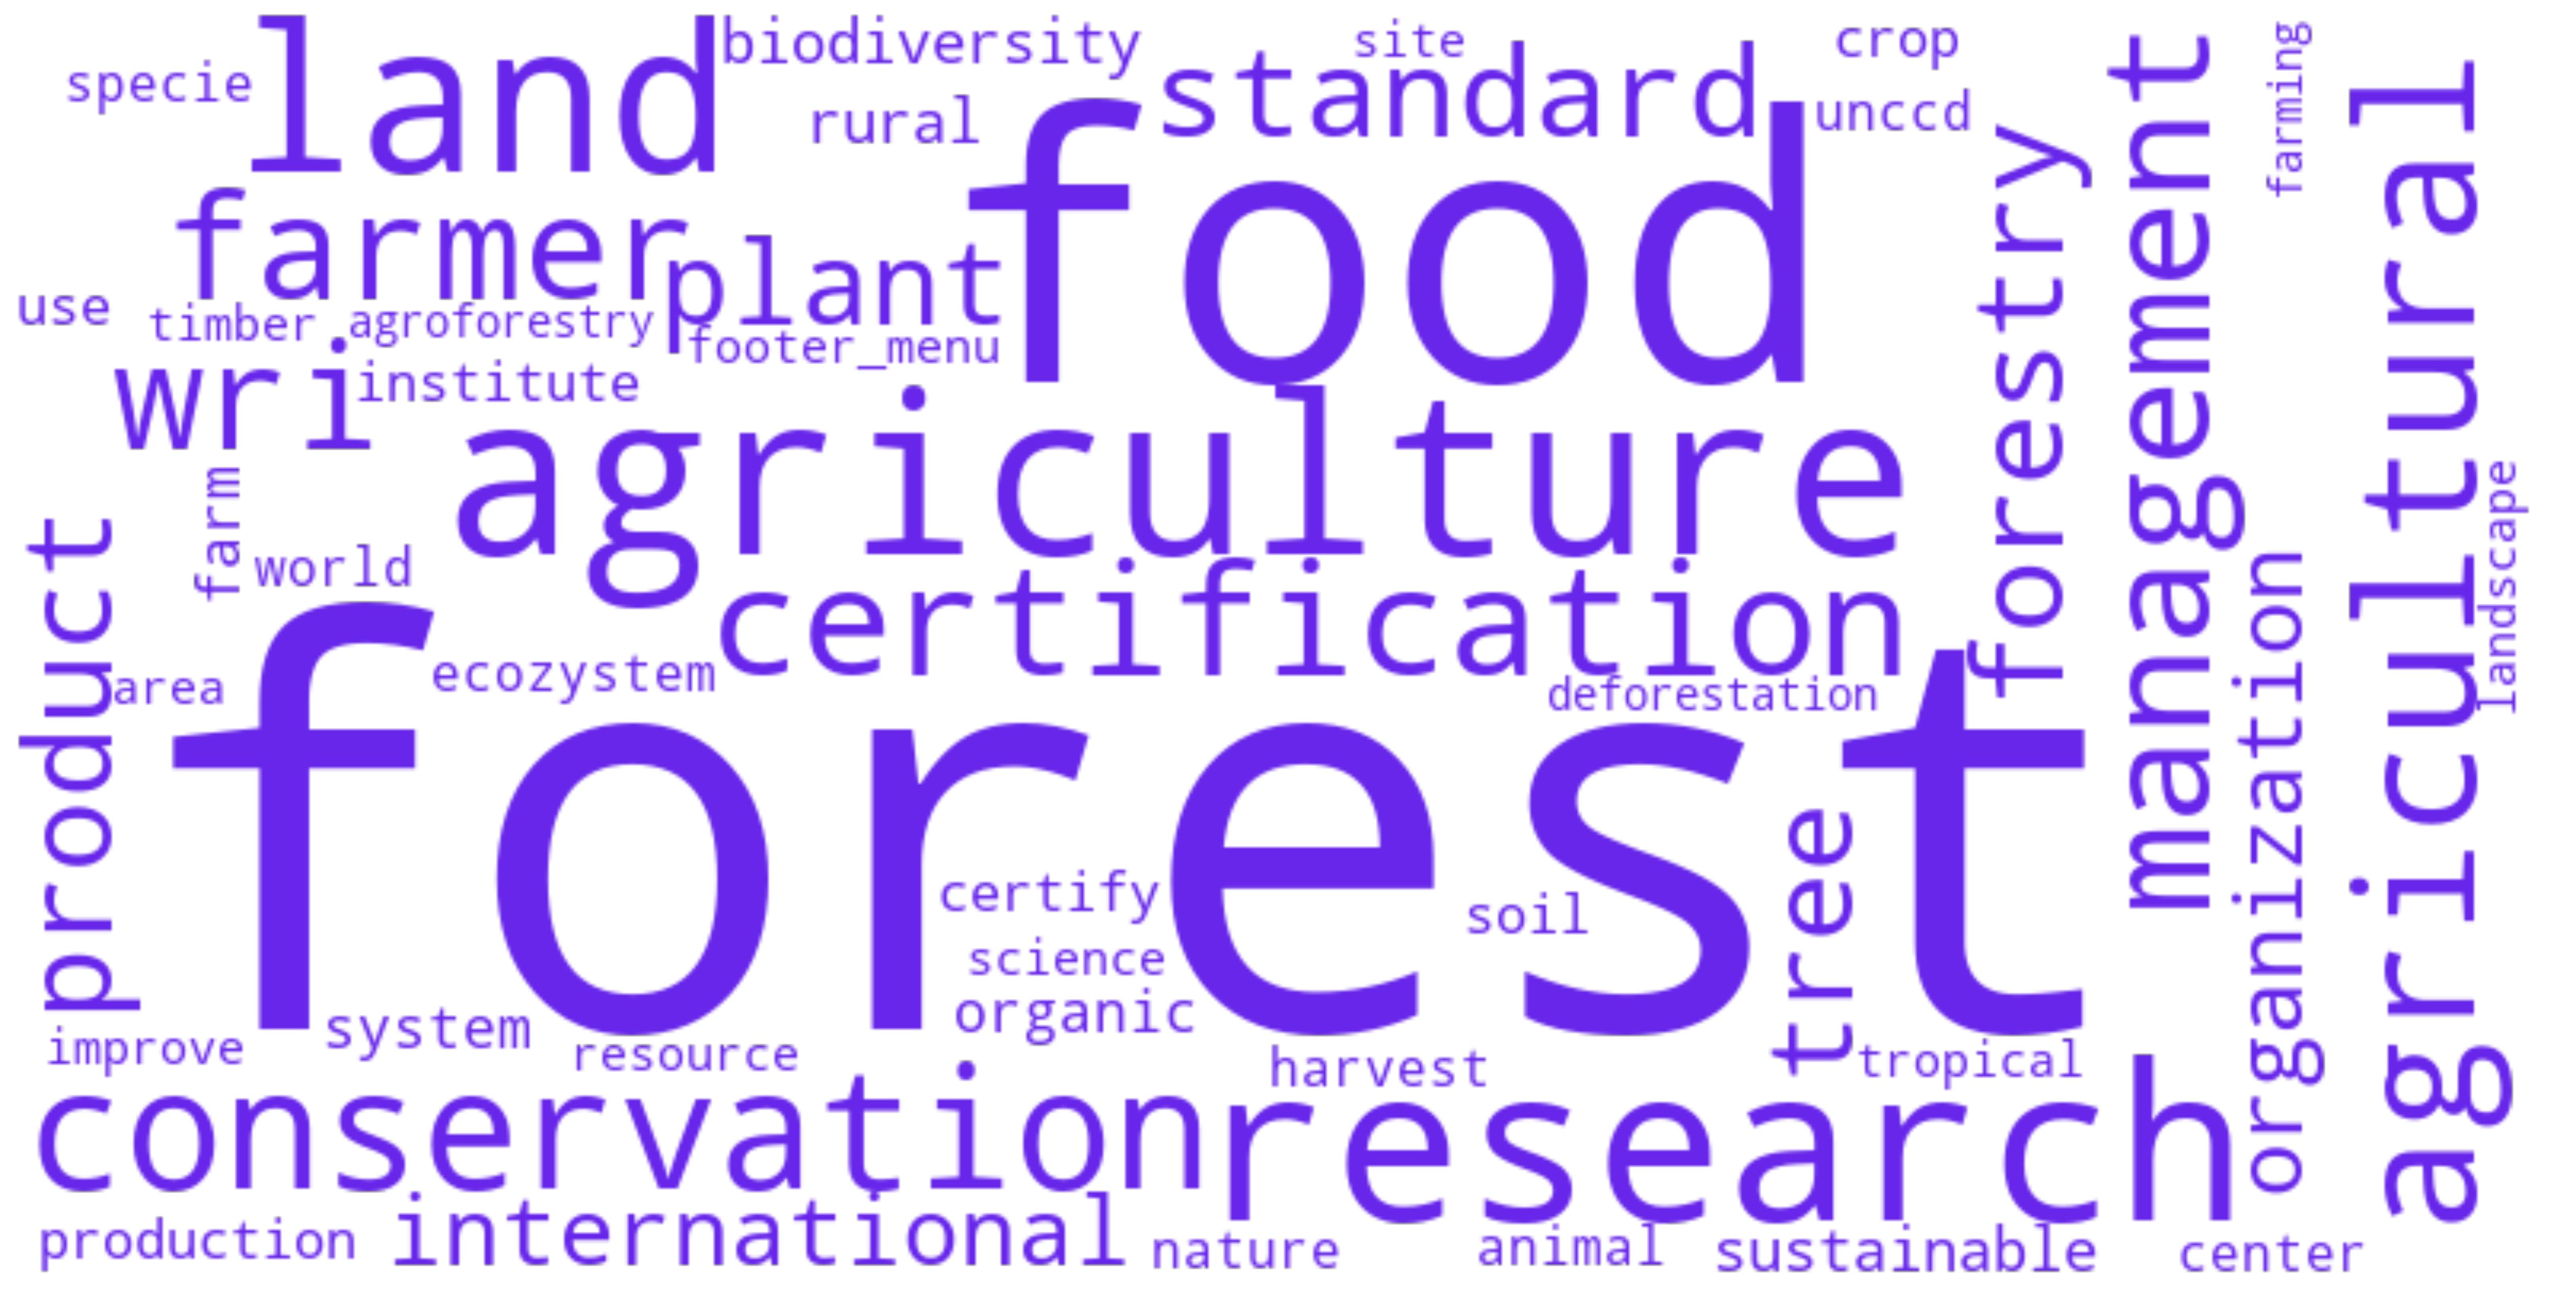 land
biodiversity
site
crop
specie
standard
rural
unccd
farming
food
farmer
plant
forestry
management
agricultural
use
timber
agroforestry
footer_menu
wri
institute
agriculture
farm
world
product
certification
landscape
area
ecozystem
deforestation
organization
forest
certify
soil
tree
science
organic
system
improve
resource
harvest
tropical
conservation
research
production
international
nature
animal
sustainable
center